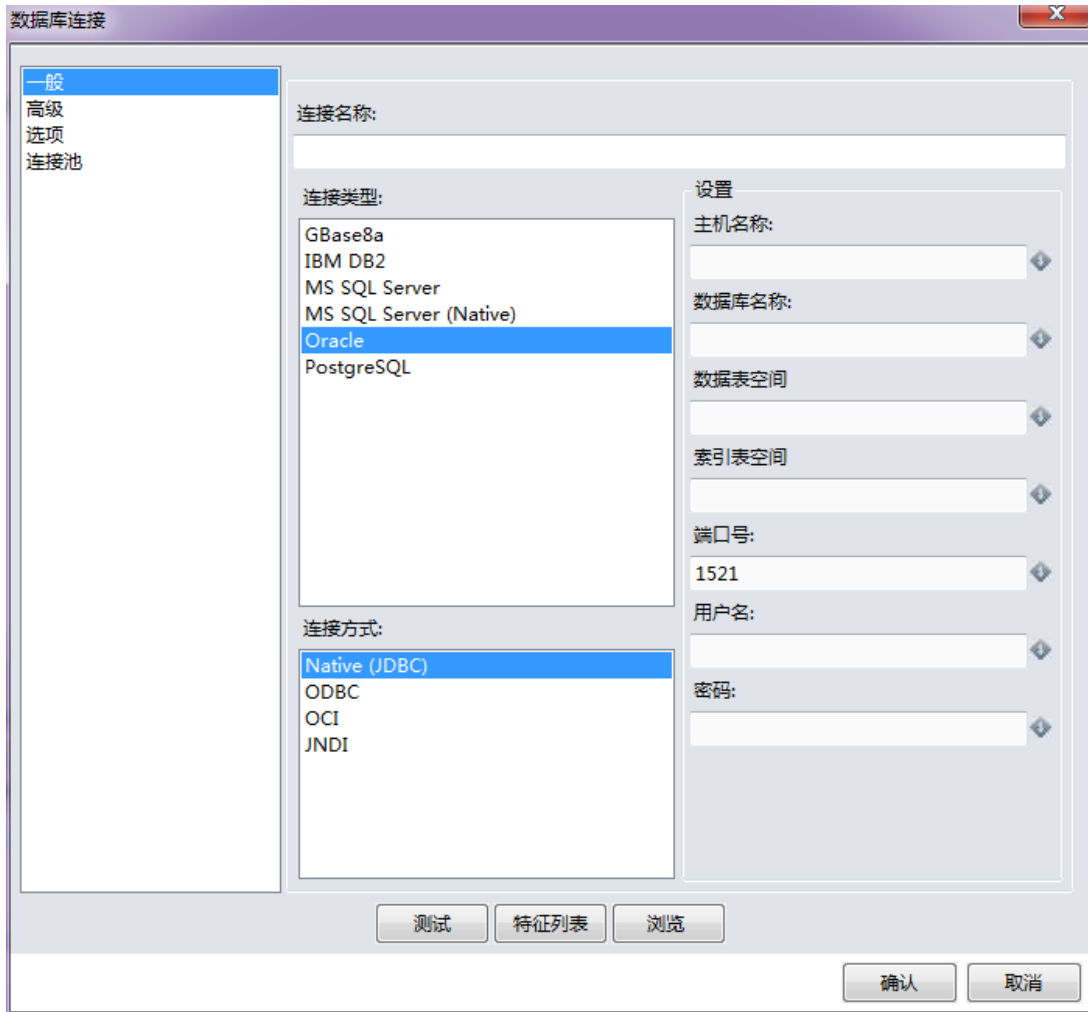 数据库连接
一般
高级
选项
连接池
连接名称:
连接类型:
GBase8a
IBM DB2
MS SQL Server
MS SQL Server (Native)
Oracle
PostgreSQL
连接方式:
Native (JDBC)
ODBC
OCI
JNDI
设置
主机名称:
数据库名称:
数据表空间
索引表空间
端口号:
1521
用户名:
密码:
测试
特征列表
浏览
确认
取消